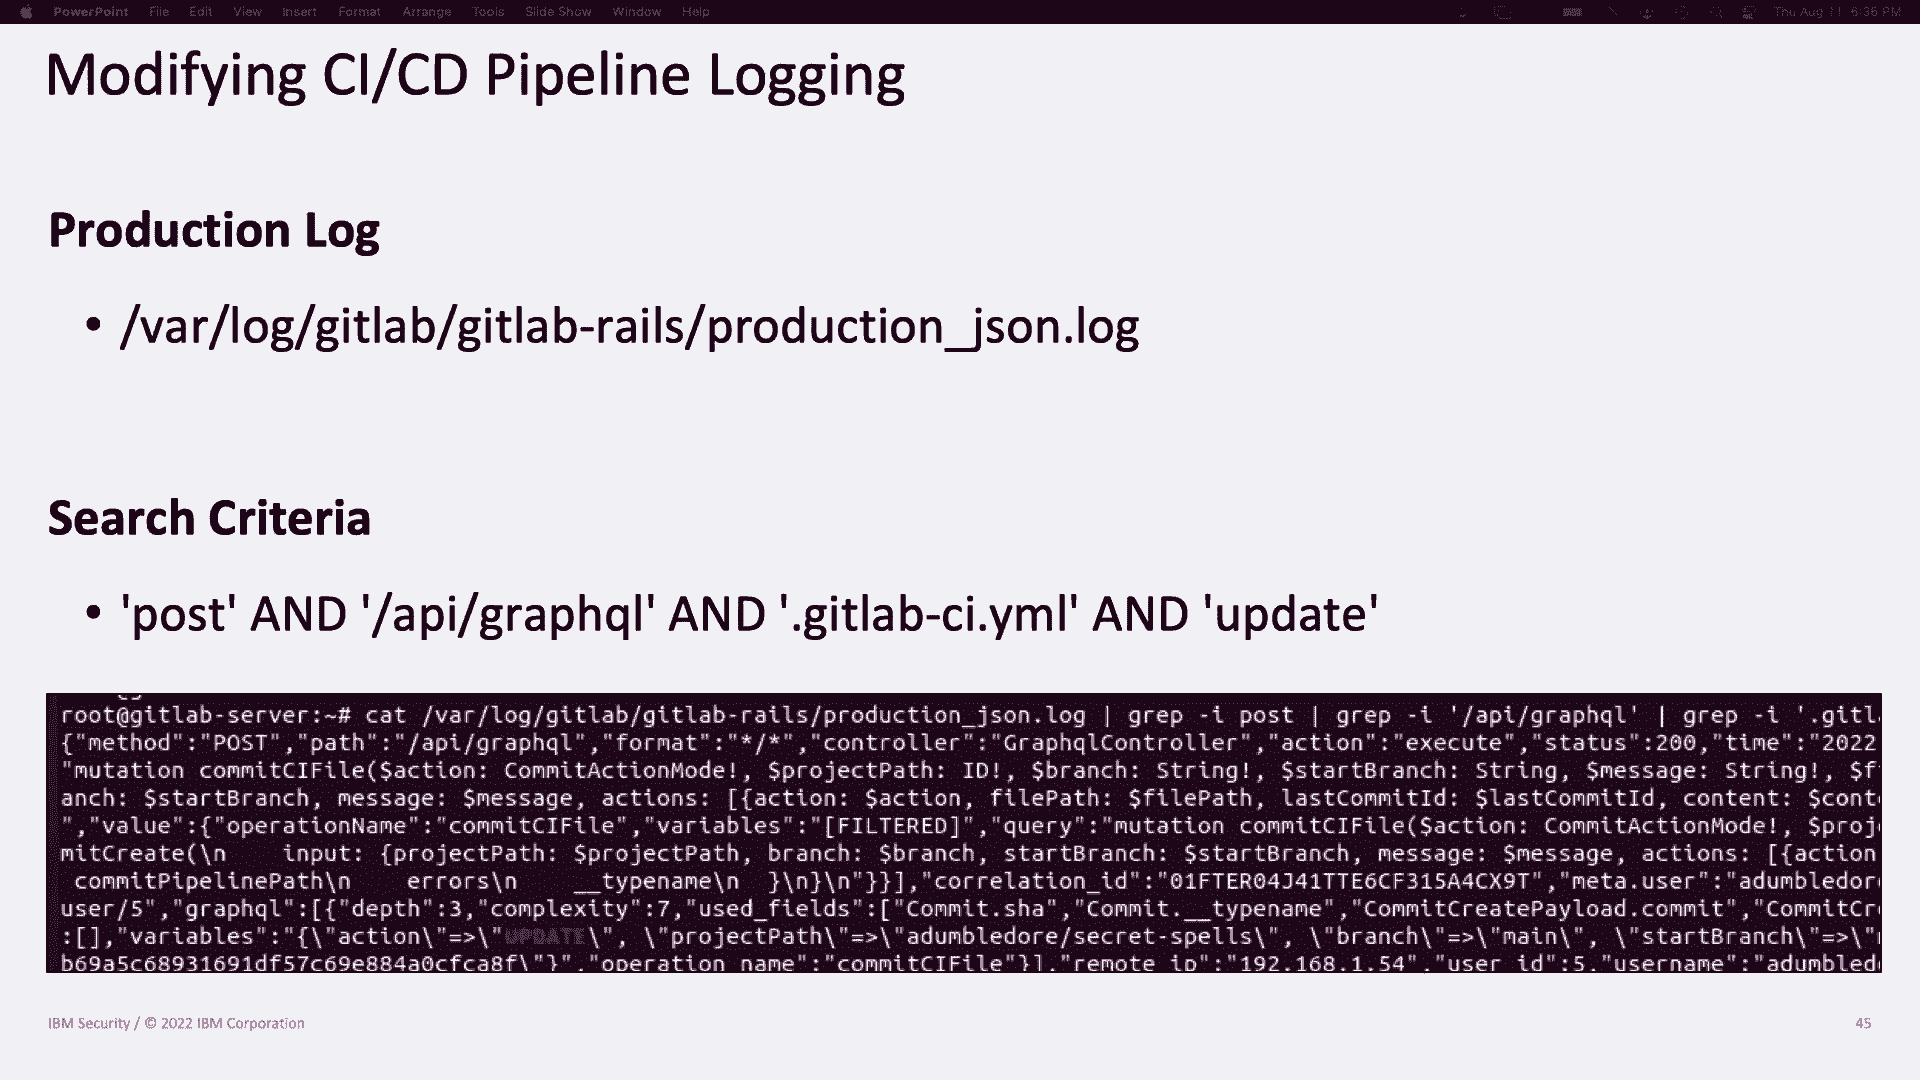 PowerPoint File Edit View Insert Format Arrange Tools Slide Show Window Help Thu Aug 11 6:36 PM
Modifying CI/CD Pipeline Logging
Production Log
• /var/log/gitlab/gitlab-rails/production_json.log
Search Criteria
• 'post' AND '/api/graphql' AND '.gitlab-ci.yml' AND 'update'
root@gitlab-server:~# cat /var/log/gitlab/gitlab-rails/production_json.log | grep -i post | grep -i '/api/graphql' | grep -i '.gitl
{"method":"POST","path":"/api/graphql","format":"*/*","controller":"GraphqlController","action":"execute","status":200,"time":"2022
"mutation commitCIFile($action: CommitActionMode!, $projectPath: ID!, $branch: String!, $startBranch: String, $message: String!, $f
anch: $startBranch, message: $message, actions: [{action: $action, filePath: $filePath, lastCommitId: $lastCommitId, content: $cont
","value":{"operationName":"commitCIFile","variables":"[FILTERED]","query":"mutation commitCIFile($action: CommitActionMode!, $proj
mitCreate(\n    input: {projectPath: $projectPath, branch: $branch, startBranch: $startBranch, message: $message, actions: [{action
commitPipelinePath\n    errors\n    __typename\n  }\n}\n"}}],"correlation_id":"01FTER04J41TTE6CF315A4CX9T","meta.user":"adumbledor
user/5","graphql":[{"depth":3,"complexity":7,"used_fields":["Commit.sha","Commit.__typename","CommitCreatePayload.commit","CommitCr
:[],"variables":"{\"action\"=>\"UPDATE\", \"projectPath\"=>\"adumbledore/secret-spells\", \"branch\"=>\"main\", \"startBranch\"=>\"
b69a5c68931691df57c69e884a0cfca8f\"}","operation_name":"commitCIFile"}],"remote_ip":"192.168.1.54","user_id":5,"username":"adumbled
IBM Security / © 2022 IBM Corporation
45